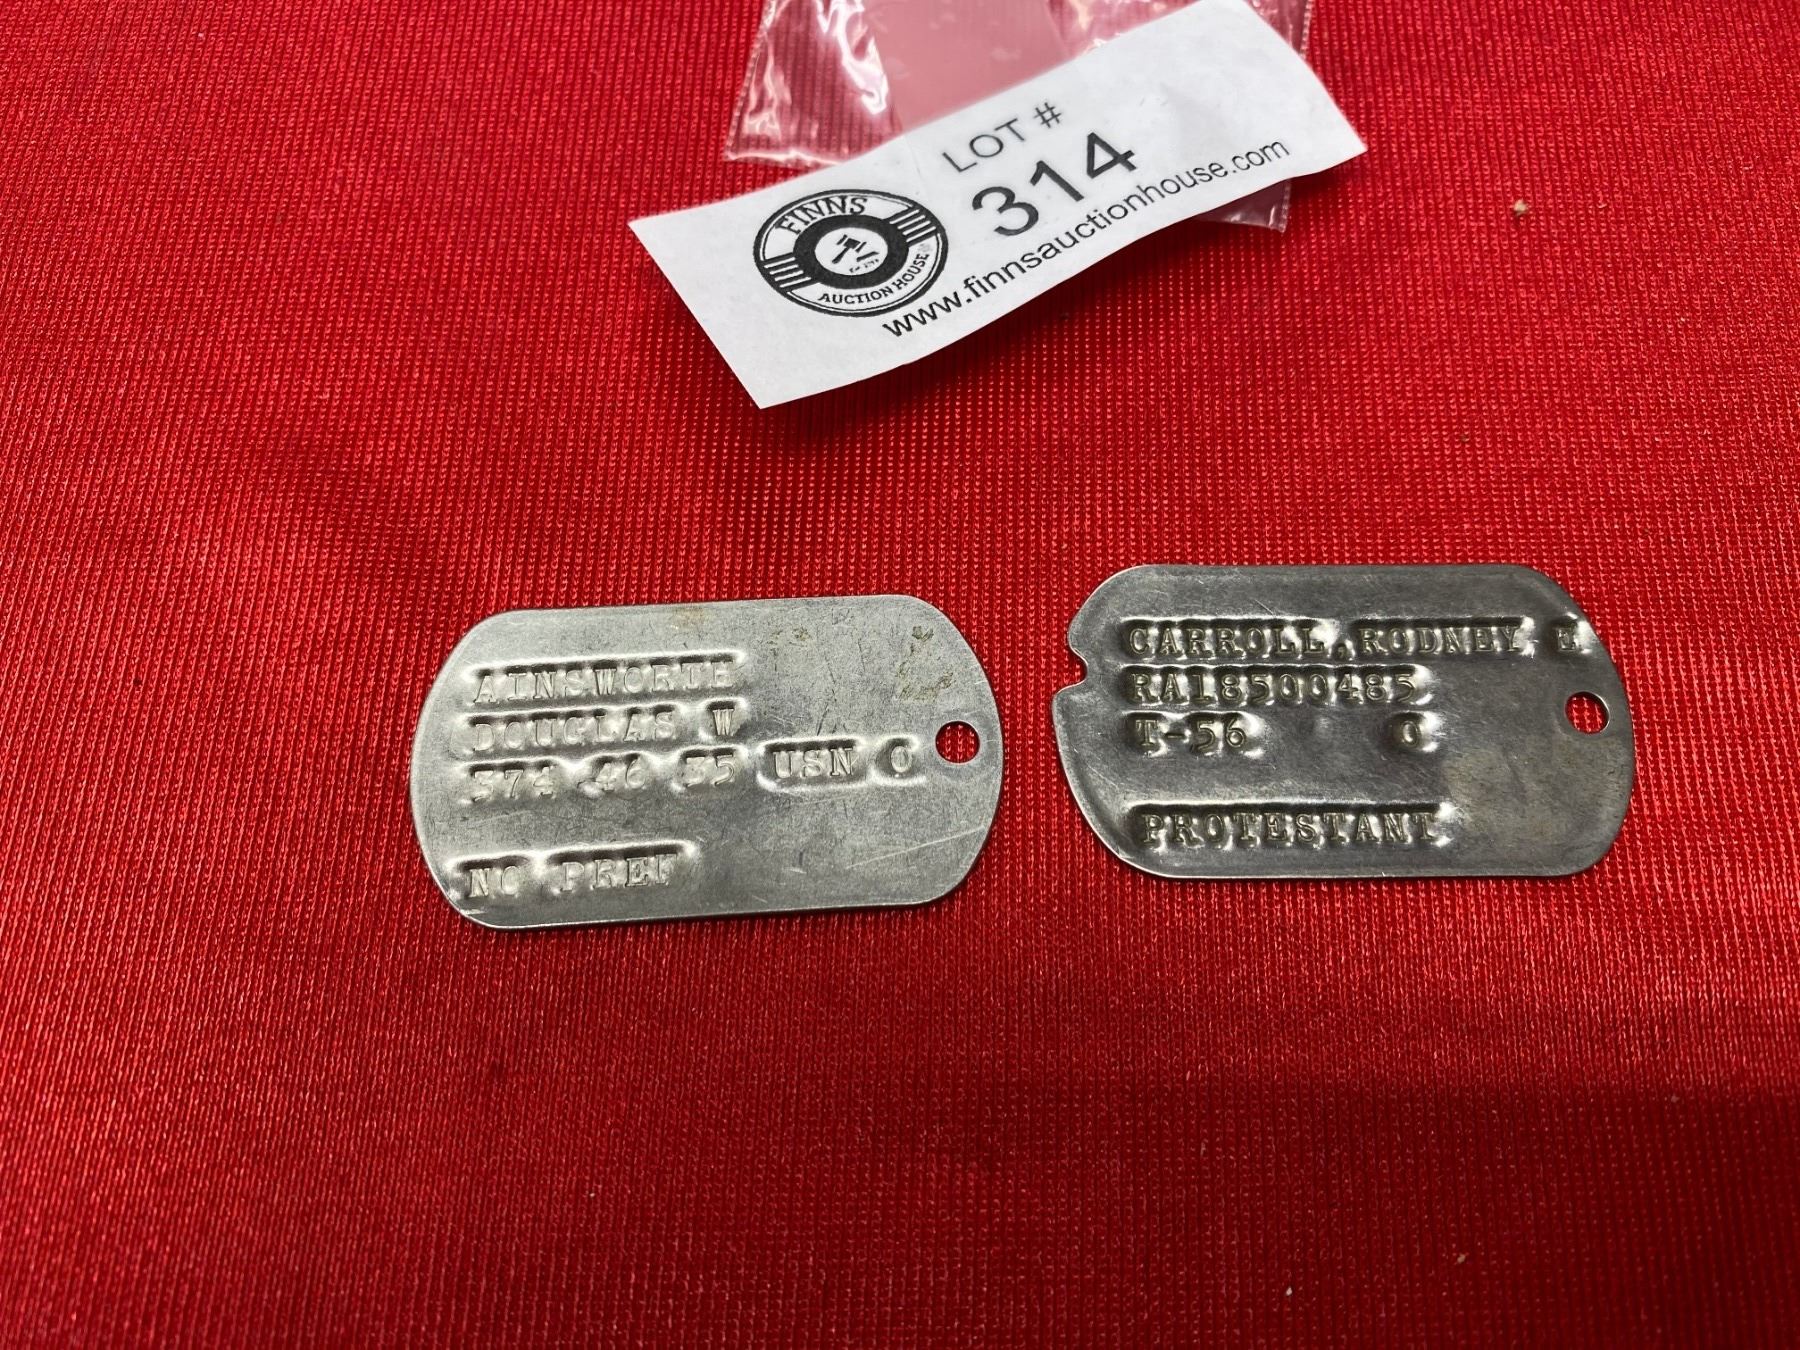 LOT #
314
FINNS
AUCTION HOUSE
www.finnsauctionhouse.com
AINSWORTH
DOUGLAS W
374 46 35 USN O
NO PREF
CARROLL, RODNEY E
RA18500485
T-56 O
PROTESTANT